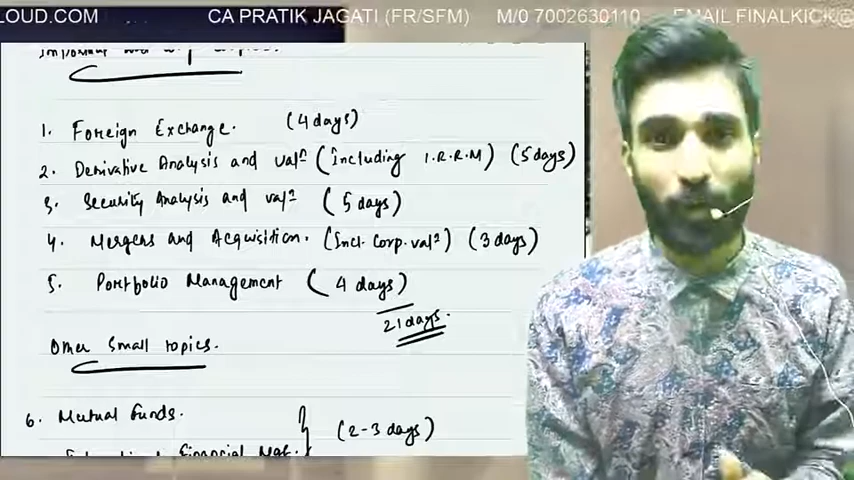 LOUD.COM CA PRATIK JAGATI (FR/SFM) M/0 7002630110 EMAIL FINALKICK@
1. Foreign Exchange. (4 days)
2. Derivative Analysis and valⁿ (Including I.R.R.M) (5 days)
3. Security Analysis and valⁿ (5 days)
4. Mergers and Acquisition. (Incl. Corp. valⁿ) (3 days)
5. Portfolio Management (4 days)
21 days.
Other Small topics.
6. Mutual funds. (2-3 days)